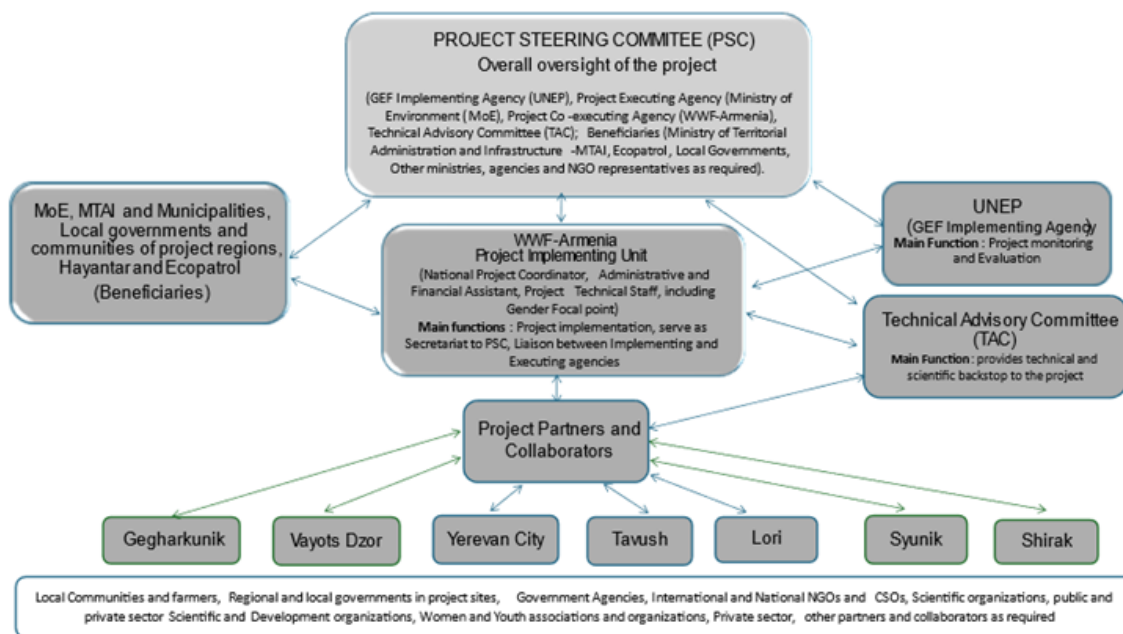 PROJECT STEERING COMMITEE (PSC)
Overall oversight of the project
(GEF Implementing Agency (UNEP), Project Executing Agency (Ministry of
Environment (MoE), Project Co -executing Agency (WWF-Armenia),
Technical Advisory Committee (TAC); Beneficiaries (Ministry of Territorial
Administration and Infrastructure -MTAI, Ecopatrol, Local Governments,
Other ministries, agencies and NGO representatives as required).
MoE, MTAI and Municipalities,
Local governments and
communities of project regions,
Hayantar and Ecopatrol
(Beneficiaries)
WWF-Armenia
Project Implementing Unit
(National Project Coordinator, Administrative and
Financial Assistant, Project Technical Staff, including
Gender Focal point)
Main functions : Project implementation, serve as
Secretariat to PSC, Liaison between Implementing and
Executing agencies
UNEP
(GEF Implementing Agency)
Main Function : Project monitoring
and Evaluation
Technical Advisory Committee
(TAC)
Main Function : provides technical and
scientific backstop to the project
Project Partners and
Collaborators
Gegharkunik
Vayots Dzor
Yerevan City
Tavush
Lori
Syunik
Shirak
Local Communities and farmers, Regional and local governments in project sites, Government Agencies, International and National NGOs and CSOs, Scientific organizations, public and
private sector Scientific and Development organizations, Women and Youth associations and organizations, Private sector, other partners and collaborators as required